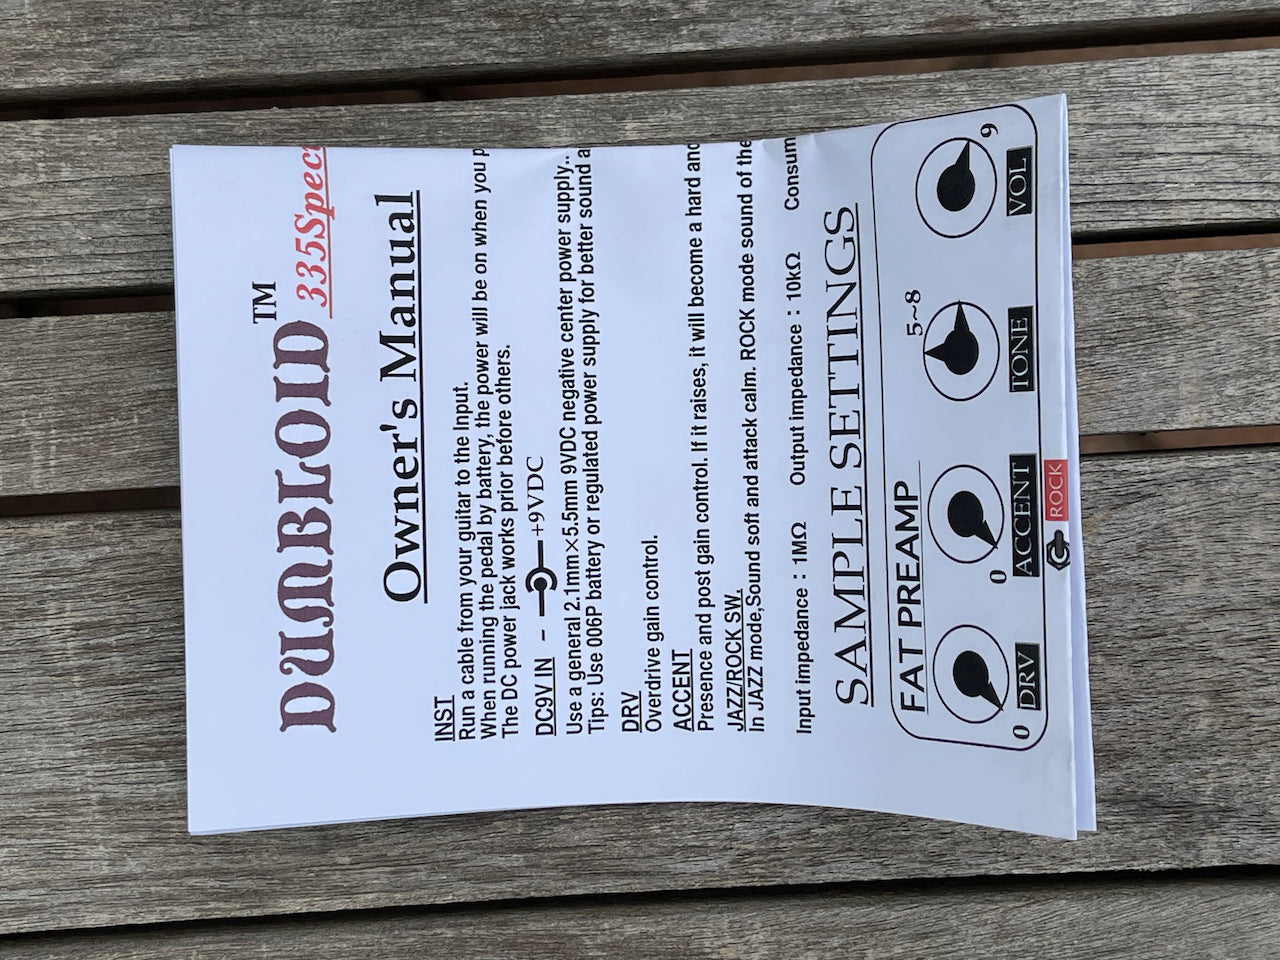 DUMBLOID™
335Spec
Owner's Manual
INST
Run a cable from your guitar to the Input.
When running the pedal by battery, the power will be on when you p
The DC power jack works prior before others.
DC9V IN - +9VDC
Use a general 2.1mm×5.5mm 9VDC negative center power supply..
Tips: Use 006P battery or regulated power supply for better sound a
DRV
Overdrive gain control.
ACCENT
Presence and post gain control. If it raises, it will become a hard and
JAZZ/ROCK SW.
In JAZZ mode,Sound soft and attack calm. ROCK mode sound of the
Input impedance : 1MΩ Output impedance : 10kΩ Consum
SAMPLE SETTINGS
FAT PREAMP
5~8
0 0 6
DRV ACCENT TONE VOL
ROCK